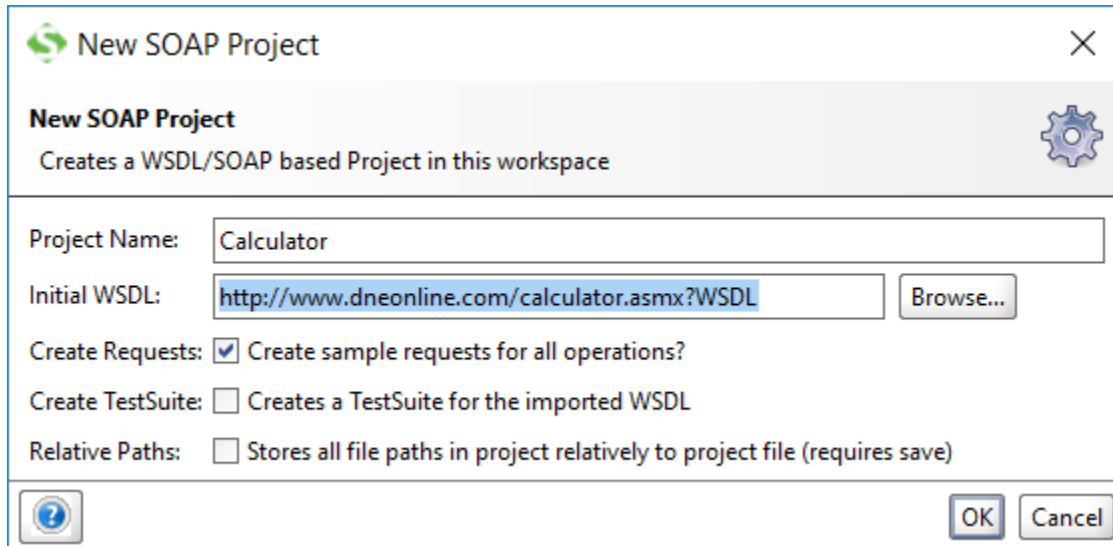 New SOAP Project
New SOAP Project
Creates a WSDL/SOAP based Project in this workspace
Project Name: Calculator
Initial WSDL: http://www.dneonline.com/calculator.asmx?WSDL Browse...
Create Requests: Create sample requests for all operations?
Create TestSuite: Creates a TestSuite for the imported WSDL
Relative Paths: Stores all file paths in project relatively to project file (requires save)
? OK Cancel